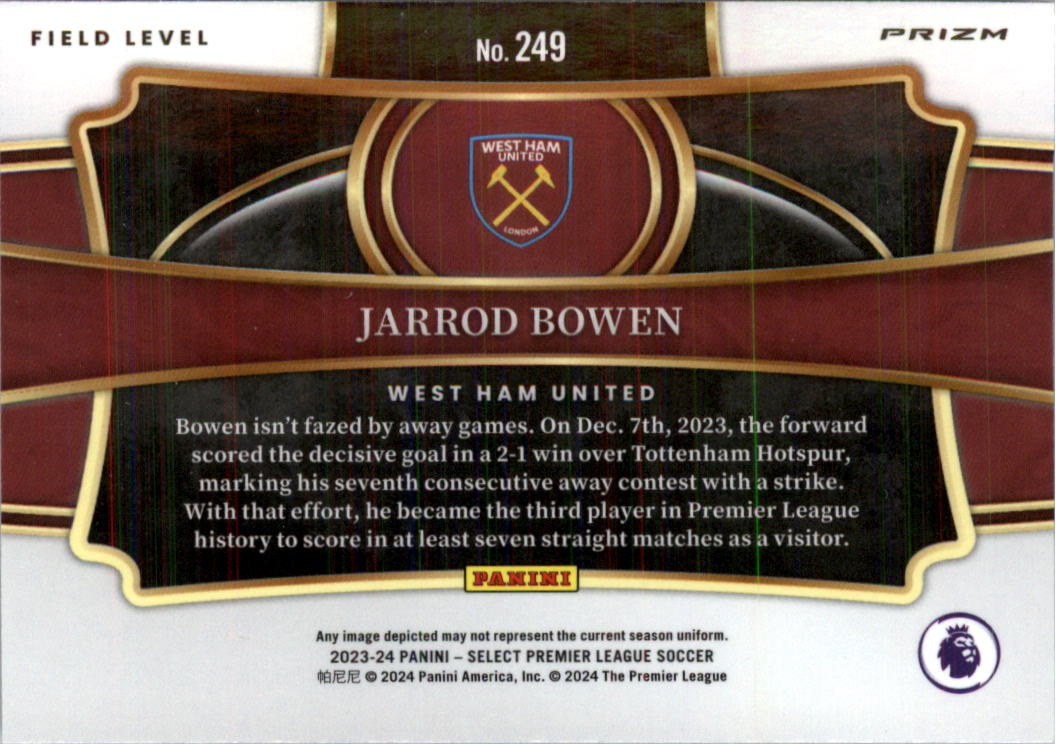 FIELD LEVEL
No. 249
PRIZM
WEST HAM
UNITED
LONDON
JARROD BOWEN
WEST HAM UNITED
Bowen isn't fazed by away games. On Dec. 7th, 2023, the forward
scored the decisive goal in a 2-1 win over Tottenham Hotspur,
marking his seventh consecutive away contest with a strike.
With that effort, he became the third player in Premier League
history to score in at least seven straight matches as a visitor.
PANINI
Any image depicted may not represent the current season uniform.
2023-24 PANINI – SELECT PREMIER LEAGUE SOCCER
帕尼尼 © 2024 Panini America, Inc. © 2024 The Premier League